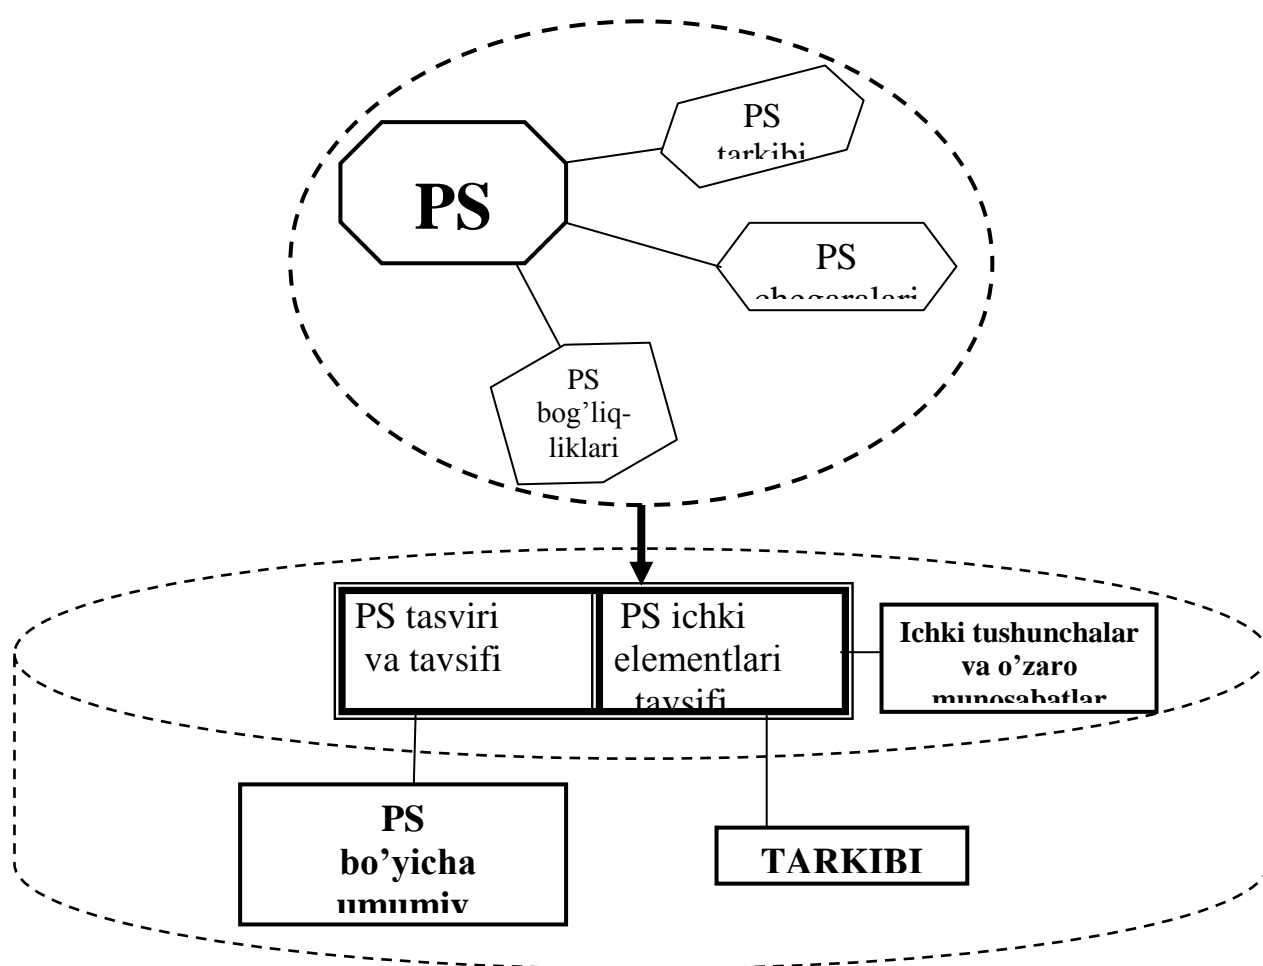 PS
tarkibi
PS
PS
chegaralari
PS
bog’liq-
liklari
PS tasviri
va tavsifi
PS ichki
elementlari
tavsifi
Ichki tushunchalar
va o’zaro
munosabatlar
PS
bo’yicha
umumiy
TARKIBI